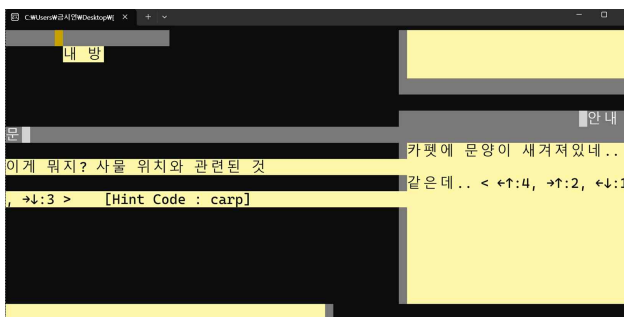 C:₩Users₩금시언₩Desktop₩[
내 방
안내
문
카펫에 문양이 새겨져있네..
이게 뭐지? 사물 위치와 관련된 것
같은데.. < ←↑:4, →↑:2, ←↓:1
, →↓:3 > [Hint Code : carp]